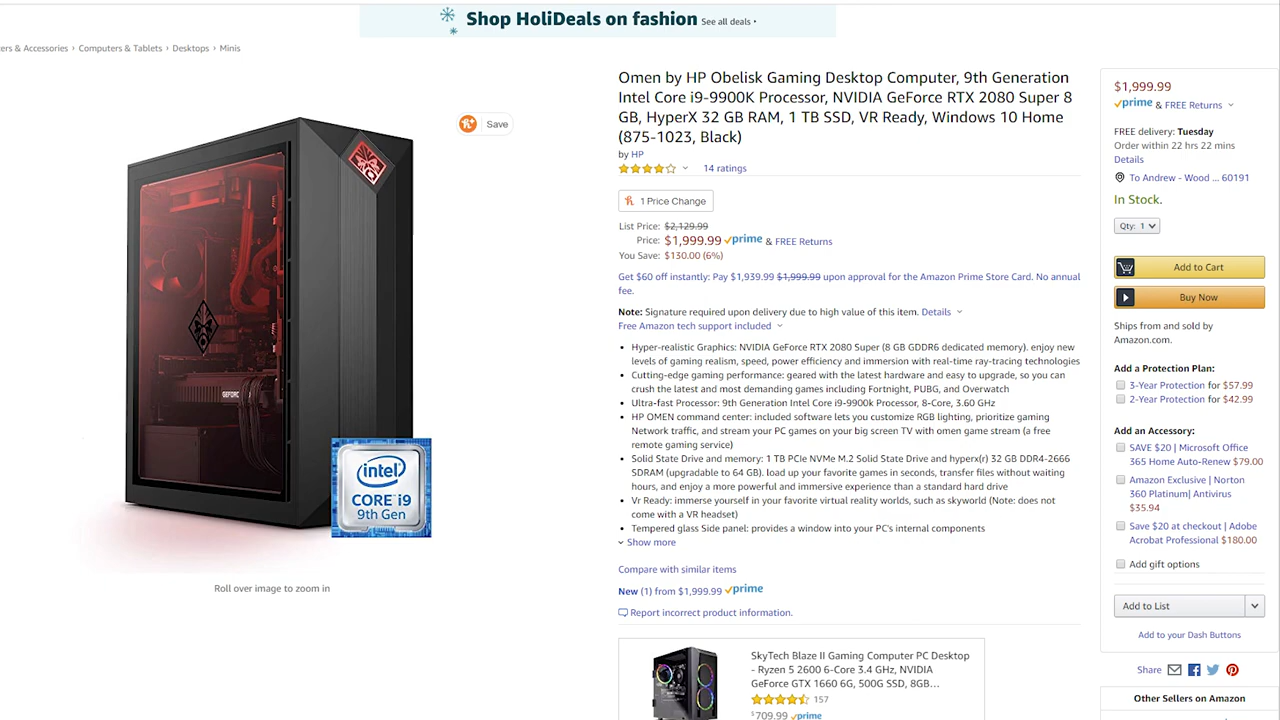 Shop HoliDeals on fashion See all deals •
ers & Accessories › Computers & Tablets › Desktops › Minis
Save
GEFORCE
intel
CORE i9
9th Gen
Roll over image to zoom in
Omen by HP Obelisk Gaming Desktop Computer, 9th Generation
Intel Core i9-9900K Processor, NVIDIA GeForce RTX 2080 Super 8
GB, HyperX 32 GB RAM, 1 TB SSD, VR Ready, Windows 10 Home
(875-1023, Black)
by HP
14 ratings
1 Price Change
List Price: $2,129.99
Price: $1,999.99 prime & FREE Returns
You Save: $130.00 (6%)
Get $60 off instantly: Pay $1,939.99 $1,999.99 upon approval for the Amazon Prime Store Card. No annual
fee.
Note: Signature required upon delivery due to high value of this item. Details
Free Amazon tech support included
• Hyper-realistic Graphics: NVIDIA GeForce RTX 2080 Super (8 GB GDDR6 dedicated memory). enjoy new
levels of gaming realism, speed, power efficiency and immersion with real-time ray-tracing technologies
• Cutting-edge gaming performance: geared with the latest hardware and easy to upgrade, so you can
crush the latest and most demanding games including Fortnight, PUBG, and Overwatch
• Ultra-fast Processor: 9th Generation Intel Core i9-9900k Processor, 8-Core, 3.60 GHz
• HP OMEN command center: included software lets you customize RGB lighting, prioritize gaming
Network traffic, and stream your PC games on your big screen TV with omen game stream (a free
remote gaming service)
• Solid State Drive and memory: 1 TB PCIe NVMe M.2 Solid State Drive and hyperx(r) 32 GB DDR4-2666
SDRAM (upgradable to 64 GB). load up your favorite games in seconds, transfer files without waiting
hours, and enjoy a more powerful and immersive experience than a standard hard drive
• Vr Ready: immerse yourself in your favorite virtual reality worlds, such as skyworld (Note: does not
come with a VR headset)
• Tempered glass Side panel: provides a window into your PC's internal components
Show more
Compare with similar items
New (1) from $1,999.99 prime
Report incorrect product information.
SkyTech Blaze II Gaming Computer PC Desktop
- Ryzen 5 2600 6-Core 3.4 GHz, NVIDIA
GeForce GTX 1660 6G, 500G SSD, 8GB...
157
$709.99 prime
$1,999.99
prime & FREE Returns
FREE delivery: Tuesday
Order within 22 hrs 22 mins
Details
To Andrew - Wood ... 60191
In Stock.
Qty: 1
Add to Cart
Buy Now
Ships from and sold by
Amazon.com.
Add a Protection Plan:
3-Year Protection for $57.99
2-Year Protection for $42.99
Add an Accessory:
SAVE $20 | Microsoft Office
365 Home Auto-Renew $79.00
Amazon Exclusive | Norton
360 Platinum| Antivirus
$35.94
Save $20 at checkout | Adobe
Acrobat Professional $180.00
Add gift options
Add to List
Add to your Dash Buttons
Share
Other Sellers on Amazon